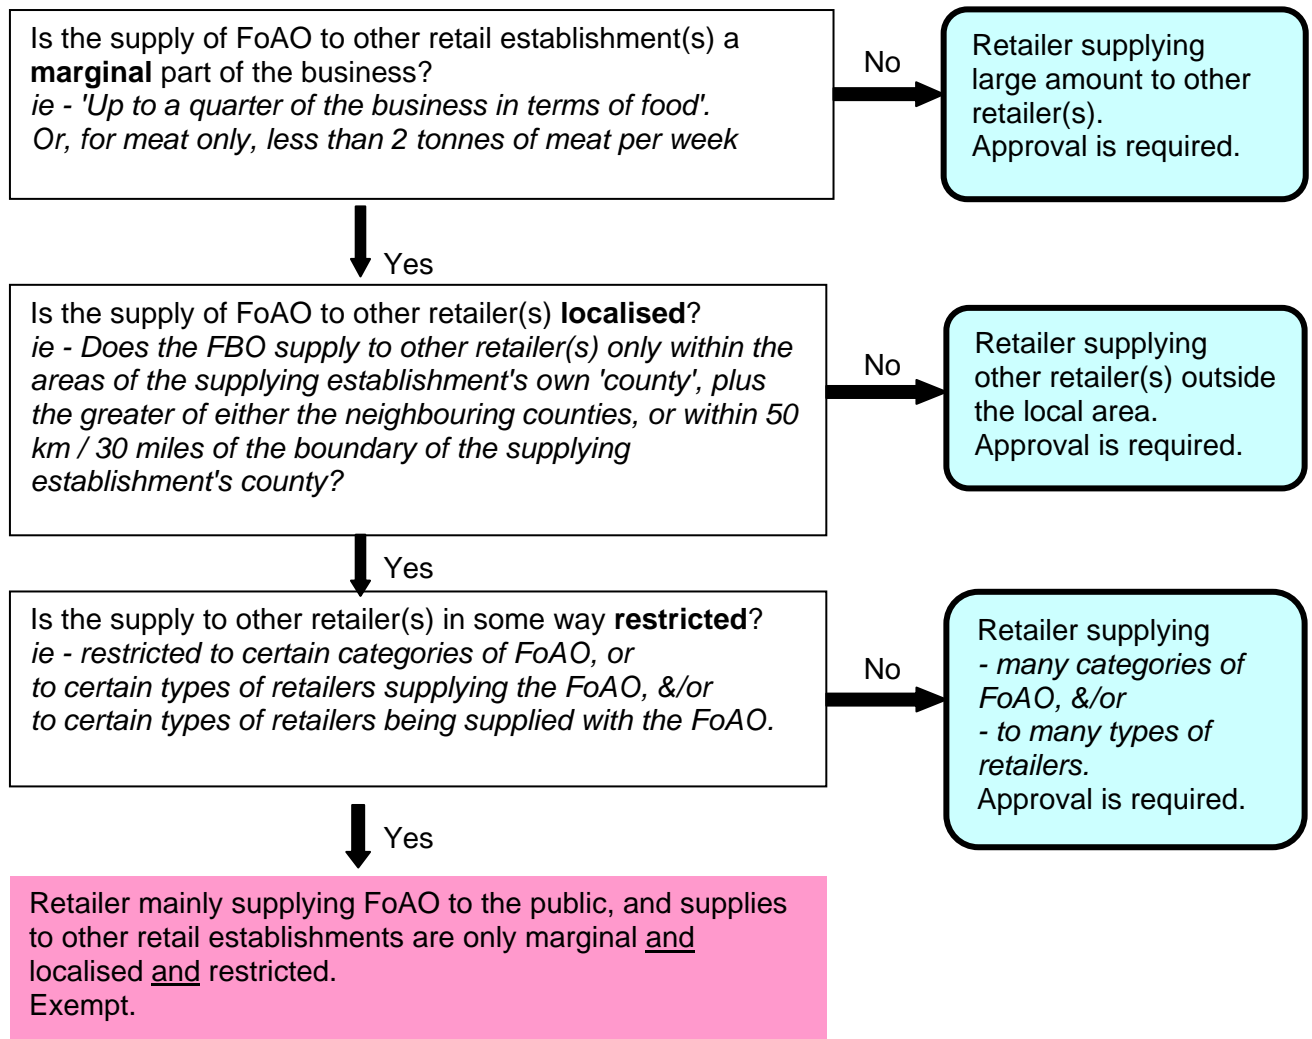 Is the supply of FoAO to other retail establishment(s) a
marginal part of the business?
ie - 'Up to a quarter of the business in terms of food'.
Or, for meat only, less than 2 tonnes of meat per week
No
Retailer supplying
large amount to other
retailer(s).
Approval is required.
Yes
Is the supply of FoAO to other retailer(s) localised?
ie - Does the FBO supply to other retailer(s) only within the
areas of the supplying establishment's own 'county', plus
the greater of either the neighbouring counties, or within 50
km / 30 miles of the boundary of the supplying
establishment's county?
No
Retailer supplying
other retailer(s) outside
the local area.
Approval is required.
Yes
Is the supply to other retailer(s) in some way restricted?
ie - restricted to certain categories of FoAO, or
to certain types of retailers supplying the FoAO, &/or
to certain types of retailers being supplied with the FoAO.
No
Retailer supplying
- many categories of
FoAO, &/or
- to many types of
retailers.
Approval is required.
Yes
Retailer mainly supplying FoAO to the public, and supplies
to other retail establishments are only marginal and
localised and restricted.
Exempt.